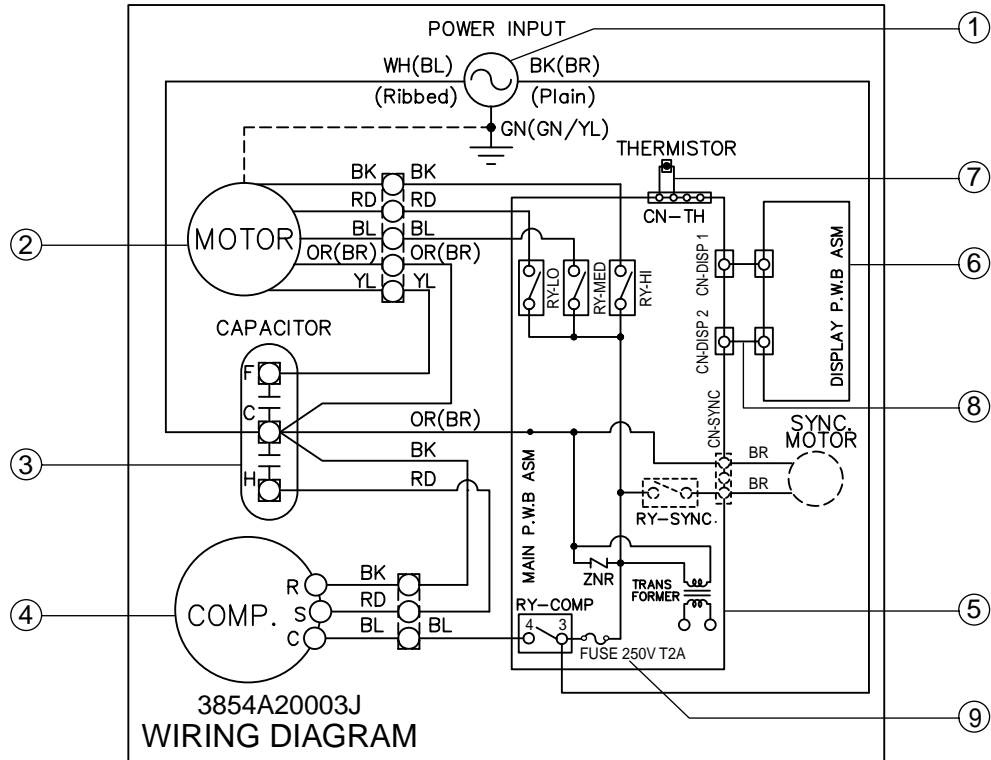 POWER INPUT
1
WH(BL)
BK(BR)
(Ribbed)
(Plain)
GN(GN/YL)
THERMISTOR
7
CN-TH
BK BK
RD RD
BL BL
OR(BR) OR(BR)
YL YL
MOTOR
2
RY-LO
RY-MED
RY-HI
CN-DISP 1
CN-DISP 2
DISPLAY P.W.B ASM
6
8
CAPACITOR
F
C
H
3
OR(BR)
BK
RD
CN-SYNC
SYNC.
MOTOR
BR
BR
RY-SYNC.
MAIN P.W.B ASM
ZNR
TRANS
FORMER
5
COMP.
4
R
S
C
BK
RD
BL BL
RY-COMP
4 3
FUSE 250V T2A
9
3854A20003J
WIRING DIAGRAM